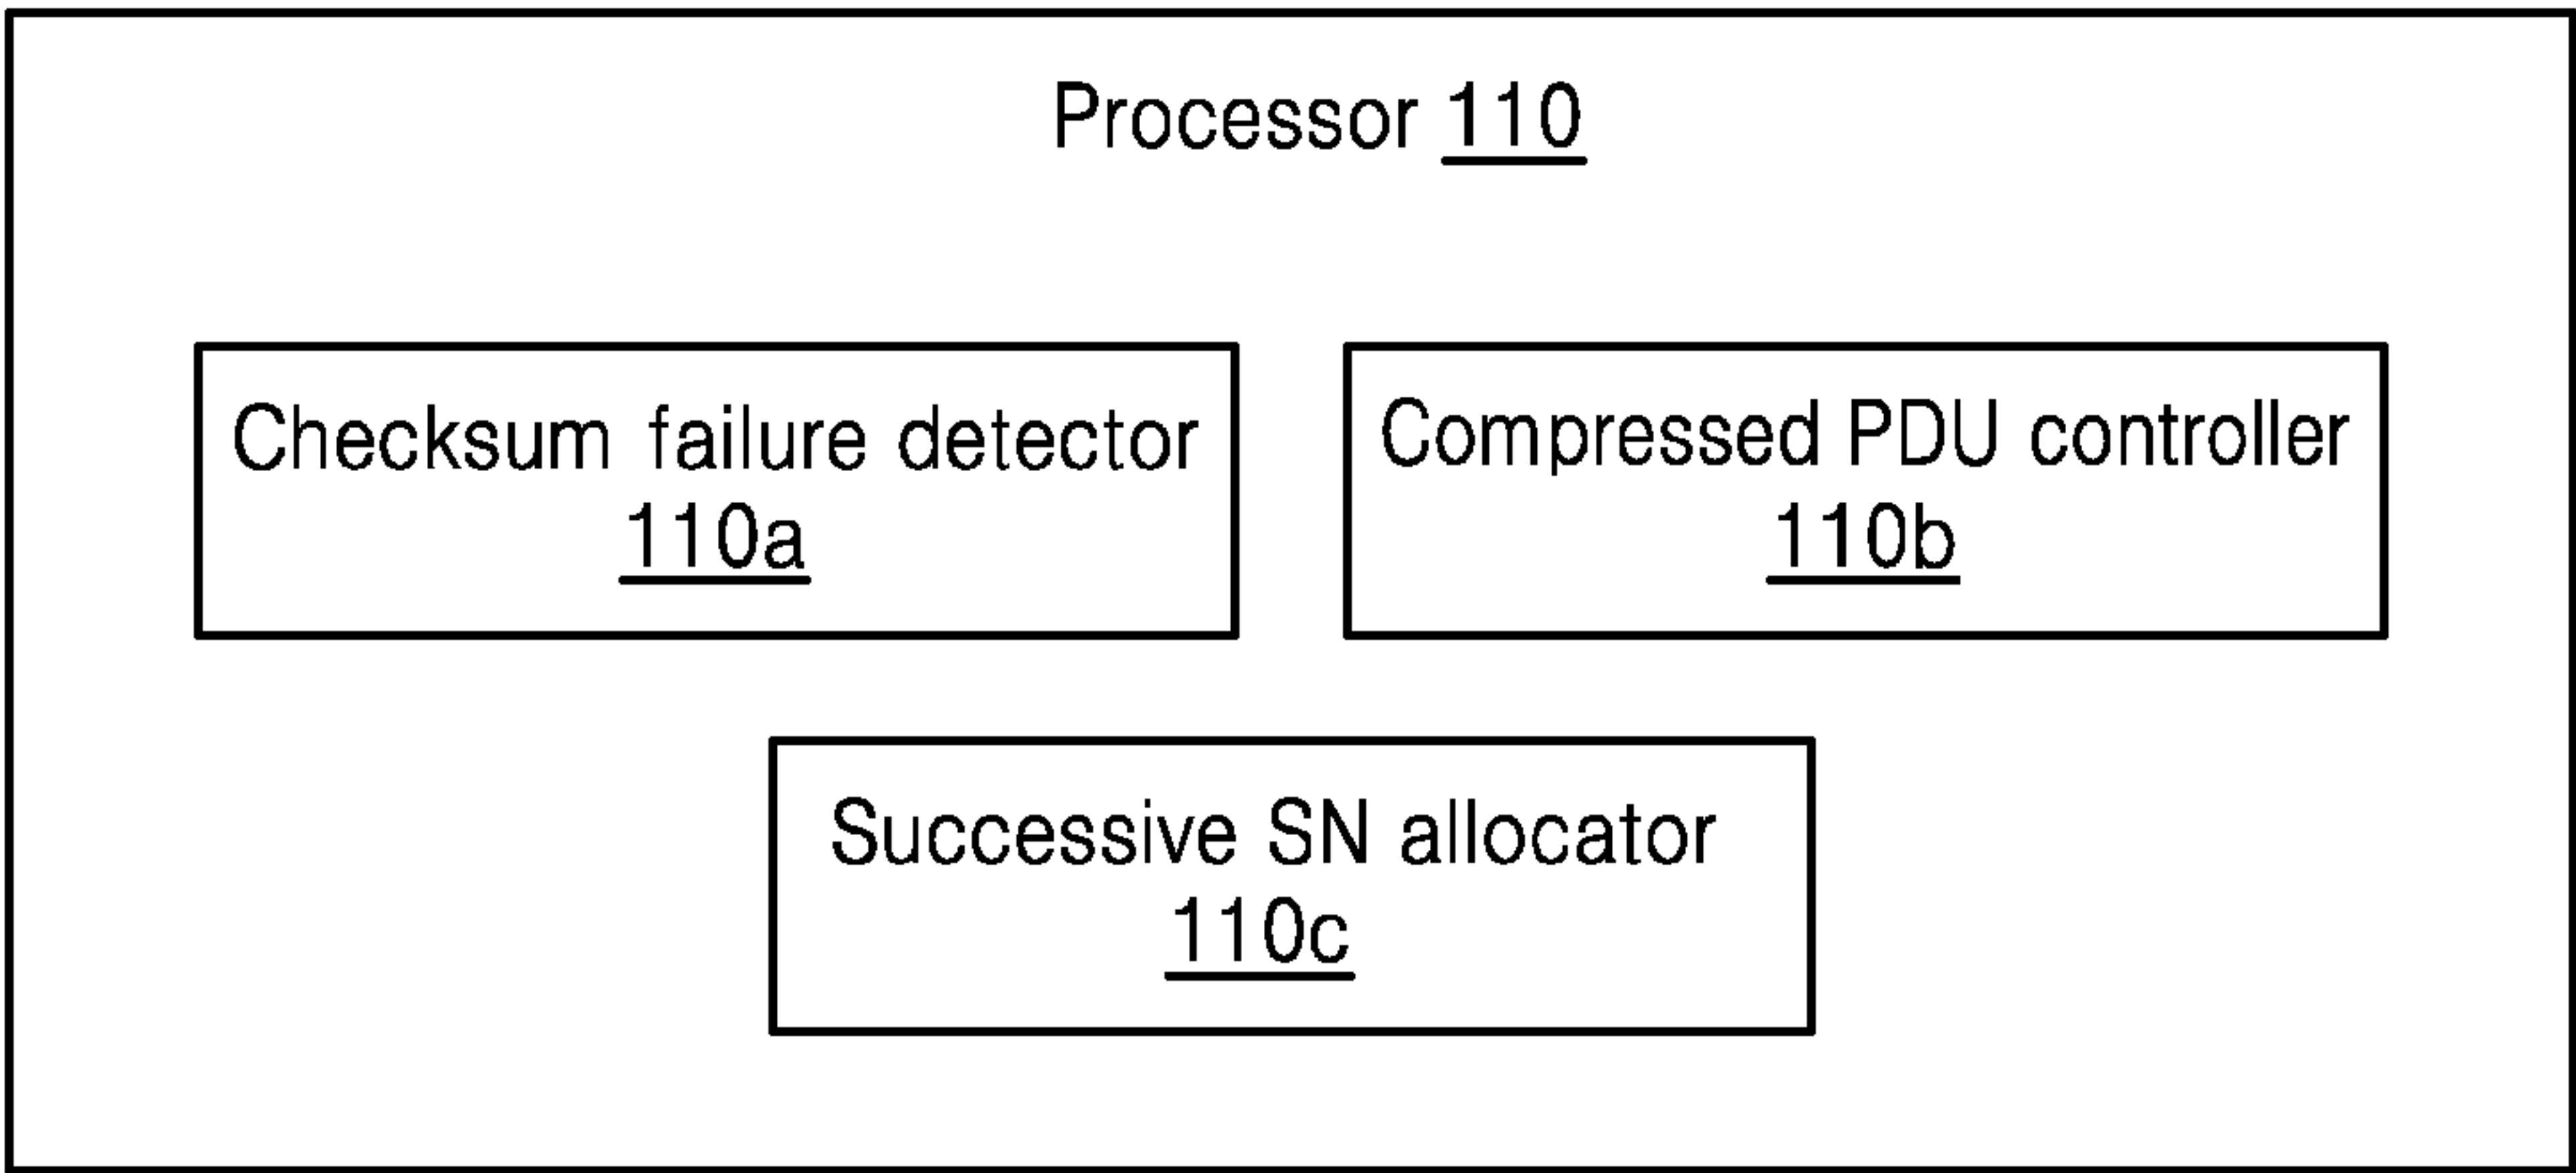 Processor 110
Checksum failure detector
110a
Compressed PDU controller
110b
Successive SN allocator
110c